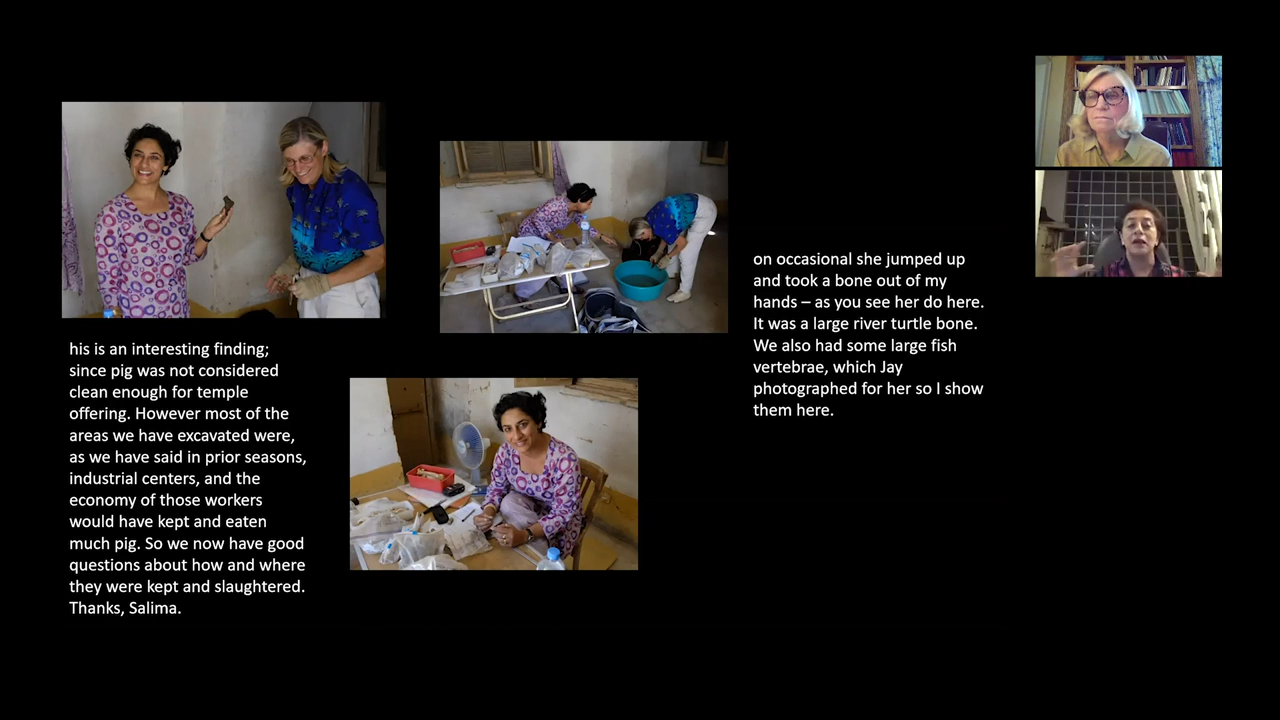 his is an interesting finding;
since pig was not considered
clean enough for temple
offering. However most of the
areas we have excavated were,
as we have said in prior seasons,
industrial centers, and the
economy of those workers
would have kept and eaten
much pig. So we now have good
questions about how and where
they were kept and slaughtered.
Thanks, Salima.
on occasional she jumped up
and took a bone out of my
hands – as you see her do here.
It was a large river turtle bone.
We also had some large fish
vertebrae, which Jay
photographed for her so I show
them here.